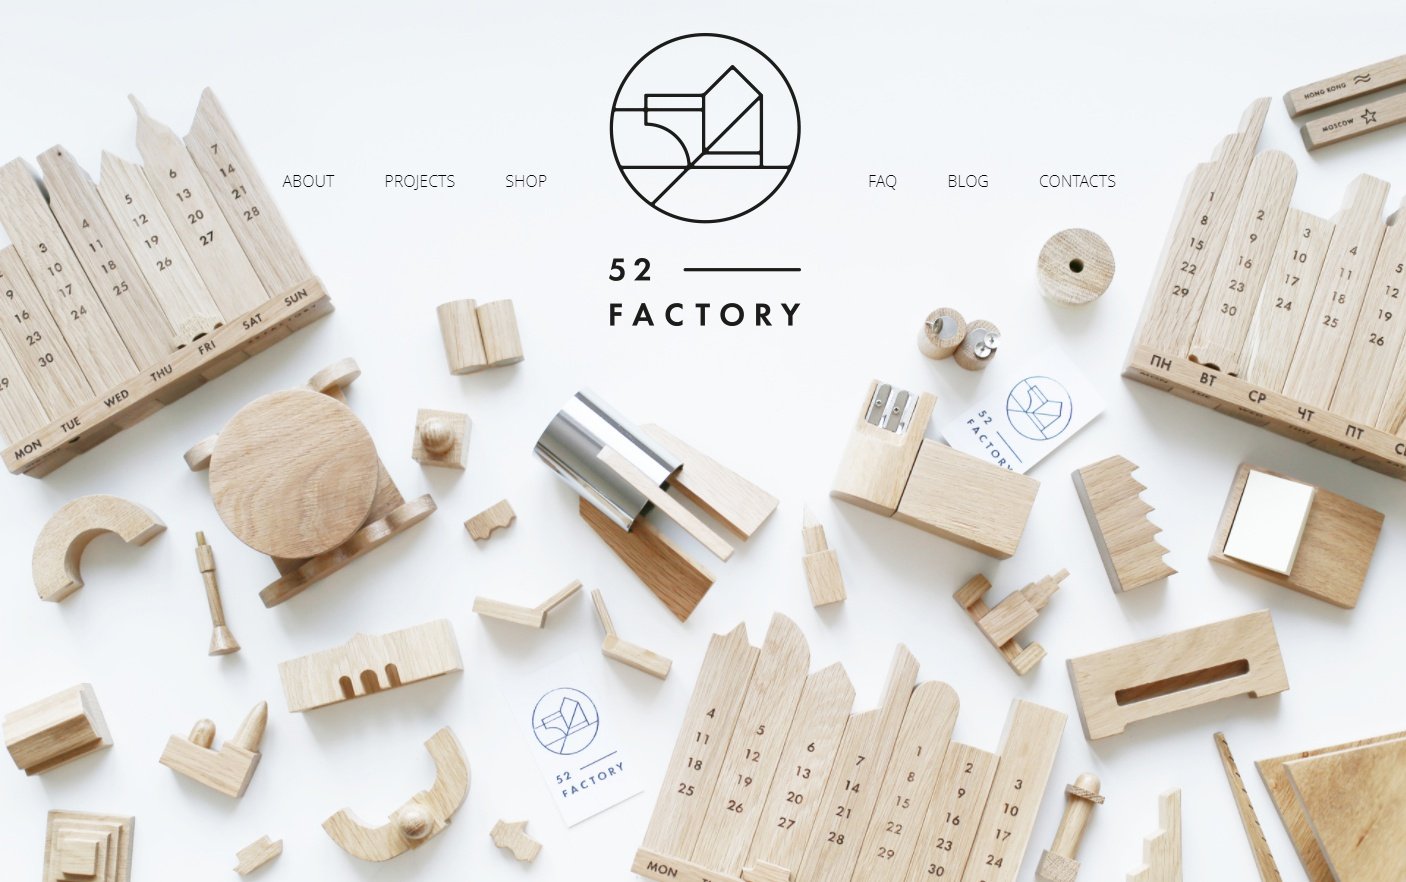 ABOUT PROJECTS SHOP FAQ BLOG CONTACTS
52
FACTORY
HONG KONG
MOSCOW
7
6 14
5 13 21
4 12 20 28
3 11 19 27
10 18 26
9 17 25
16 24
23
30
29
MON TUE WED THU FRI SAT SUN
1 8 15 22 29
2 9 16 23 30
3 10 17 24
4 11 18 25
5 12 19 26
ПН ВТ СР ЧТ ПТ
52
FACTORY
52
FACTORY
4 11 18 25
5 12 19 26
6 13 20 27
7 14 21 28
1 8 15 22 29
2 9 16 23 30
3 10 17 24
MON